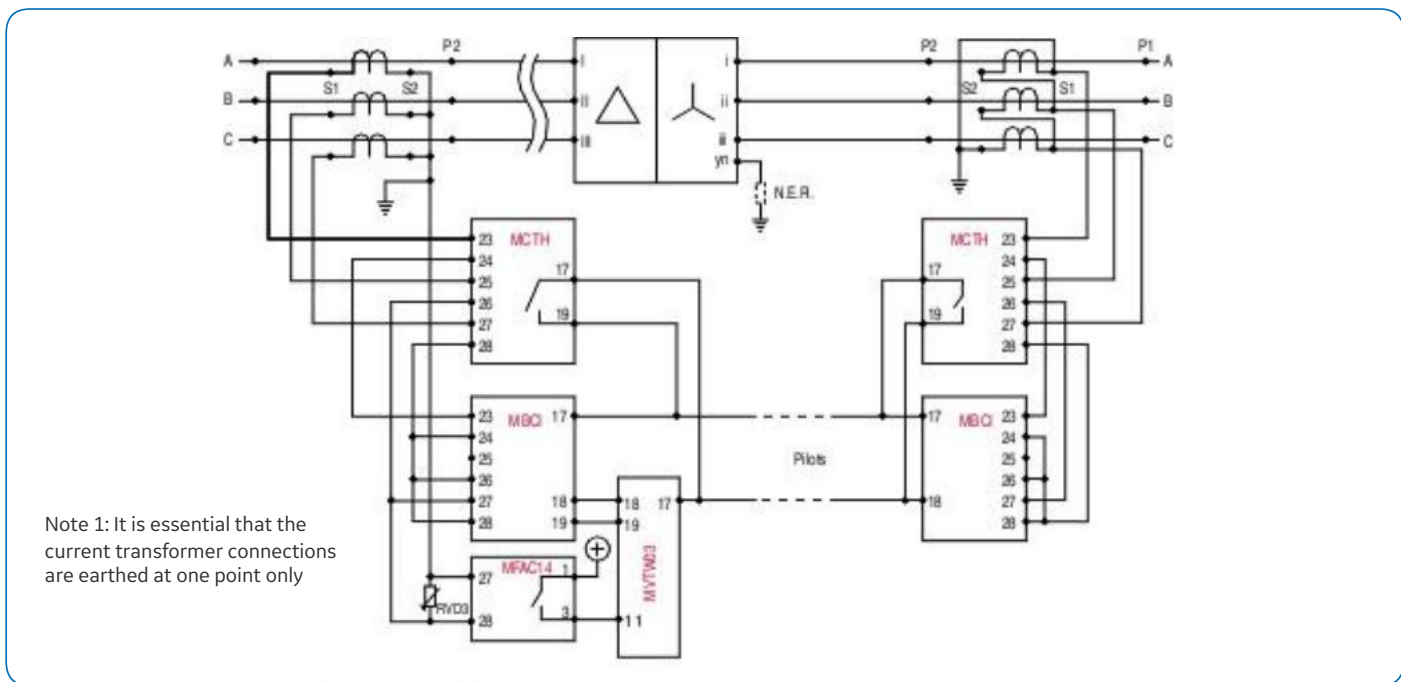 P2 P2 P1
A I i A
S1 S2 S2 S1
B II ii B
C III iii C
yn
N.E.R.
23 MCTH MCTH 23
24 24
17 17
25 25
26 26
19 19
27 27
28 28
23 MBCI 17 17 MBCI 23
24 24
25 Pilots 25
26 26
27 18 18 17 18 27
28 19 19 28
Note 1: It is essential that the
current transformer connections
are earthed at one point only
MFAC14 1
27
MVTW03
RVD3
28 3 11